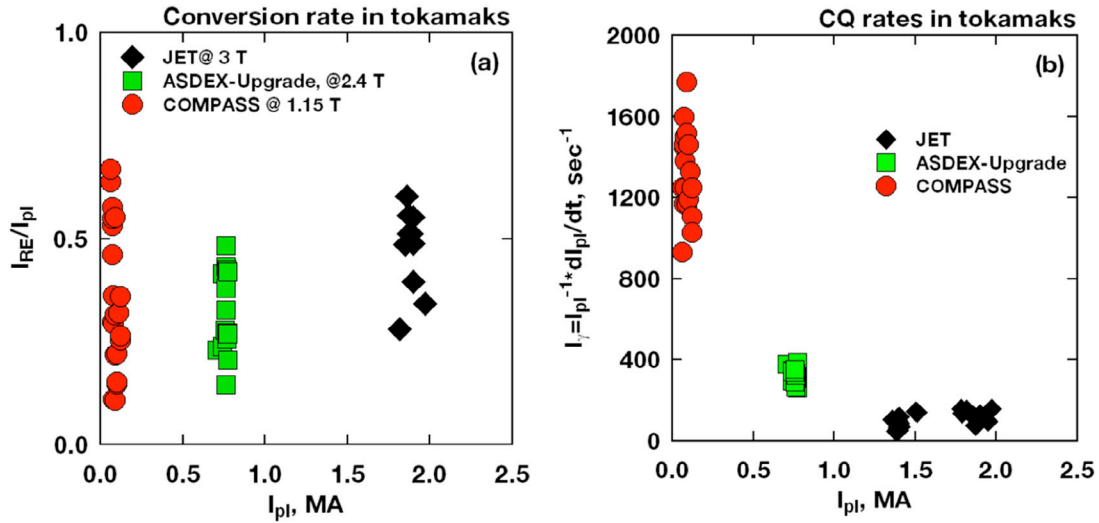 Conversion rate in tokamaks
1.0
0.5
0.0
I_RE/I_pl
(a)
JET@ 3 T
ASDEX-Upgrade, @2.4 T
COMPASS @ 1.15 T
0.0 0.5 1.0 1.5 2.0 2.5
I_pl, MA
CQ rates in tokamaks
2000
1600
1200
800
400
0
I_γ=I_pl^-1*dI_pl/dt, sec^-1
(b)
JET
ASDEX-Upgrade
COMPASS
0.0 0.5 1.0 1.5 2.0 2.5
I_pl, MA